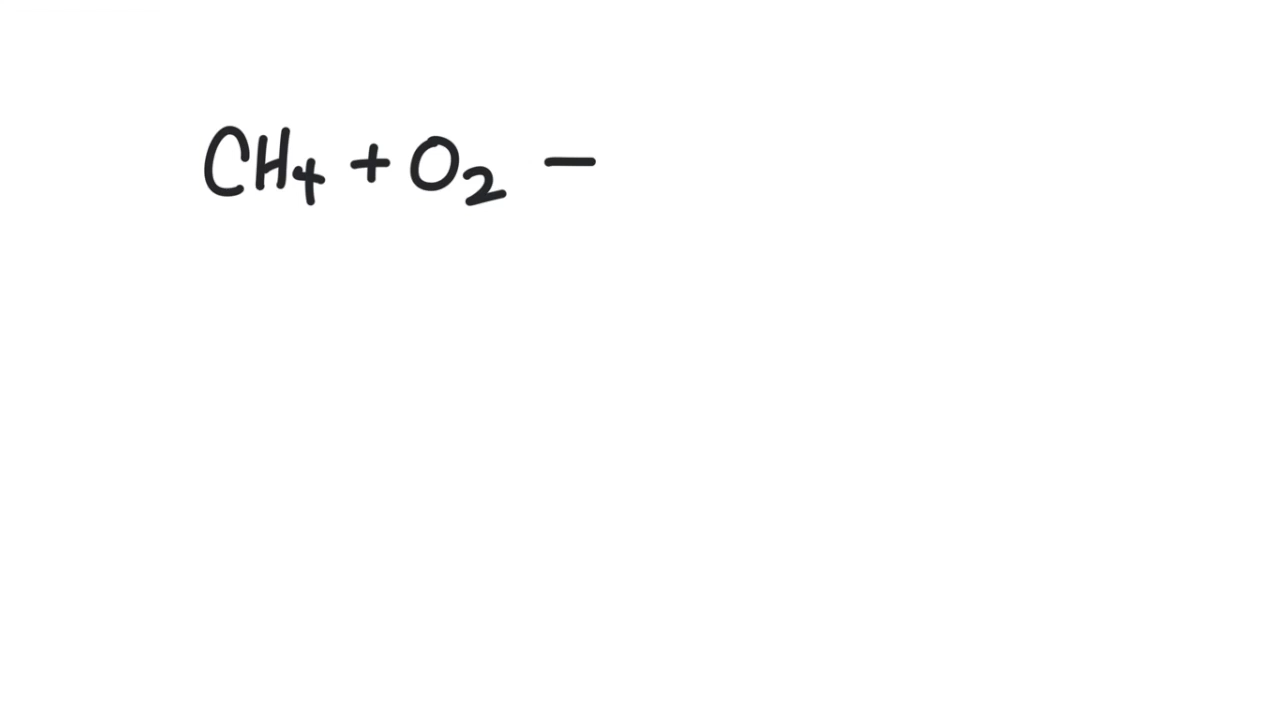 CH₄ + O₂ —